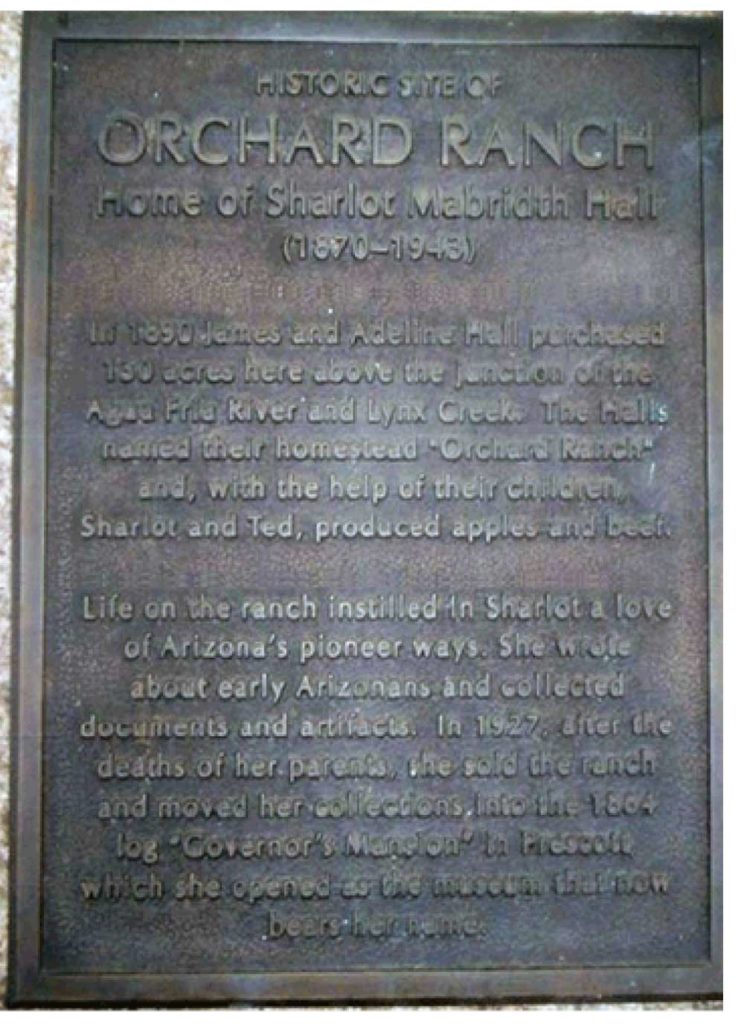 HISTORIC SITE OF
ORCHARD RANCH
Home of Sharlot Mabridth Hall
(1870–1943)
In 1890 James and Adeline Hall purchased
130 acres here above the junction of the
Agua Fria River and Lynx Creek. The Halls
named their homestead "Orchard Ranch"
and, with the help of their children,
Sharlot and Ted, produced apples and beef.
Life on the ranch instilled in Sharlot a love
of Arizona's pioneer ways. She wrote
about early Arizonans and collected
documents and artifacts. In 1927, after the
deaths of her parents, she sold the ranch
and moved her collections into the 1864
log "Governor's Mansion" in Prescott,
which she opened as the museum that now
bears her name.